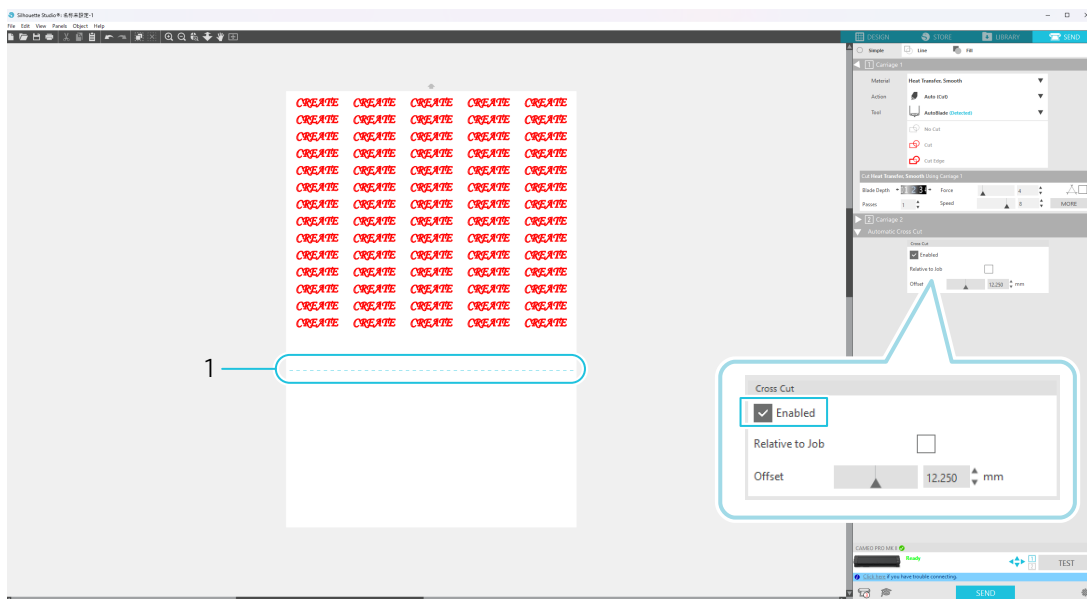 Silhouette Studio®: 名称未設定-1
File Edit View Panels Object Help
DESIGN STORE LIBRARY SEND
Simple Line Fill
1 Carriage 1
Material Heat Transfer, Smooth
Action Auto (Cut)
Tool AutoBlade (Detected)
No Cut
Cut
Cut Edge
Cut Heat Transfer, Smooth Using Carriage 1
Blade Depth Force 4
Passes 1 Speed 8 MORE
2 Carriage 2
Automatic Cross Cut
Cross Cut
Enabled
Relative to Job
Offset 12.250 mm
CREATE CREATE CREATE CREATE CREATE
CREATE CREATE CREATE CREATE CREATE
CREATE CREATE CREATE CREATE CREATE
CREATE CREATE CREATE CREATE CREATE
CREATE CREATE CREATE CREATE CREATE
CREATE CREATE CREATE CREATE CREATE
CREATE CREATE CREATE CREATE CREATE
CREATE CREATE CREATE CREATE CREATE
CREATE CREATE CREATE CREATE CREATE
CREATE CREATE CREATE CREATE CREATE
CREATE CREATE CREATE CREATE CREATE
CREATE CREATE CREATE CREATE CREATE
CREATE CREATE CREATE CREATE CREATE
CREATE CREATE CREATE CREATE CREATE
1
Cross Cut
Enabled
Relative to Job
Offset 12.250 mm
CAMEO PRO MK II
Ready
TEST
Click here if you have trouble connecting.
SEND